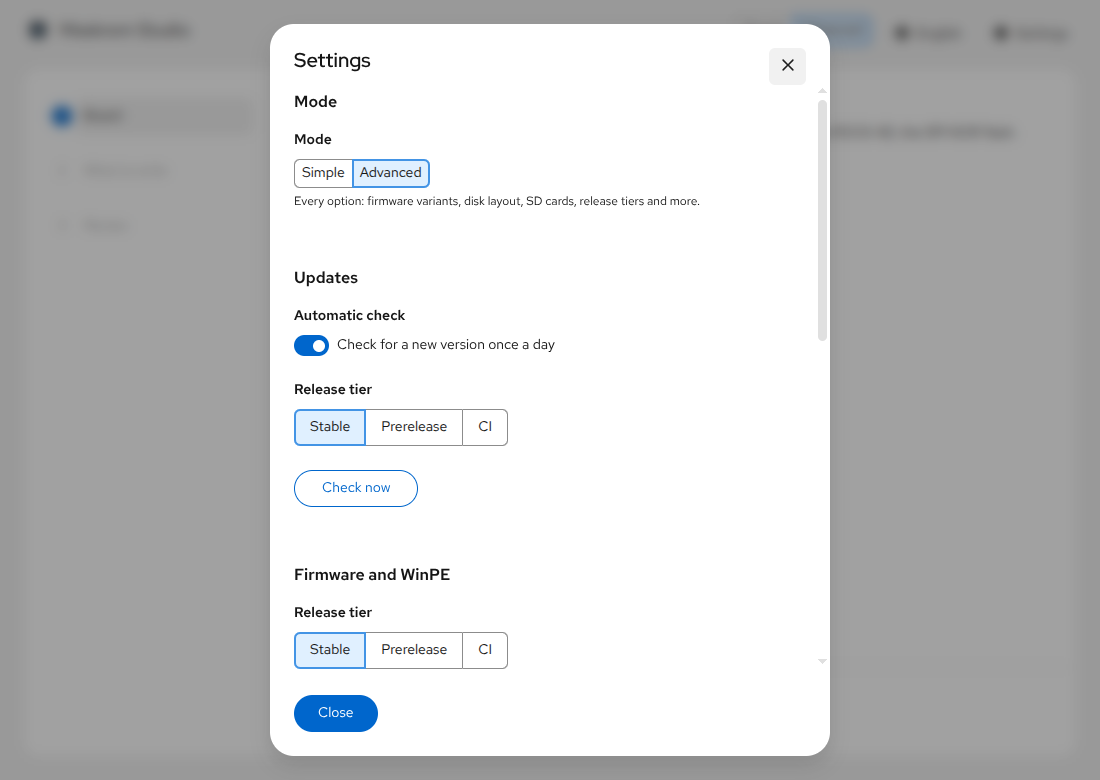 Settings
Mode
Mode
Simple Advanced
Every option: firmware variants, disk layout, SD cards, release tiers and more.
Updates
Automatic check
Check for a new version once a day
Release tier
Stable Prerelease CI
Check now
Firmware and WinPE
Release tier
Stable Prerelease CI
Close